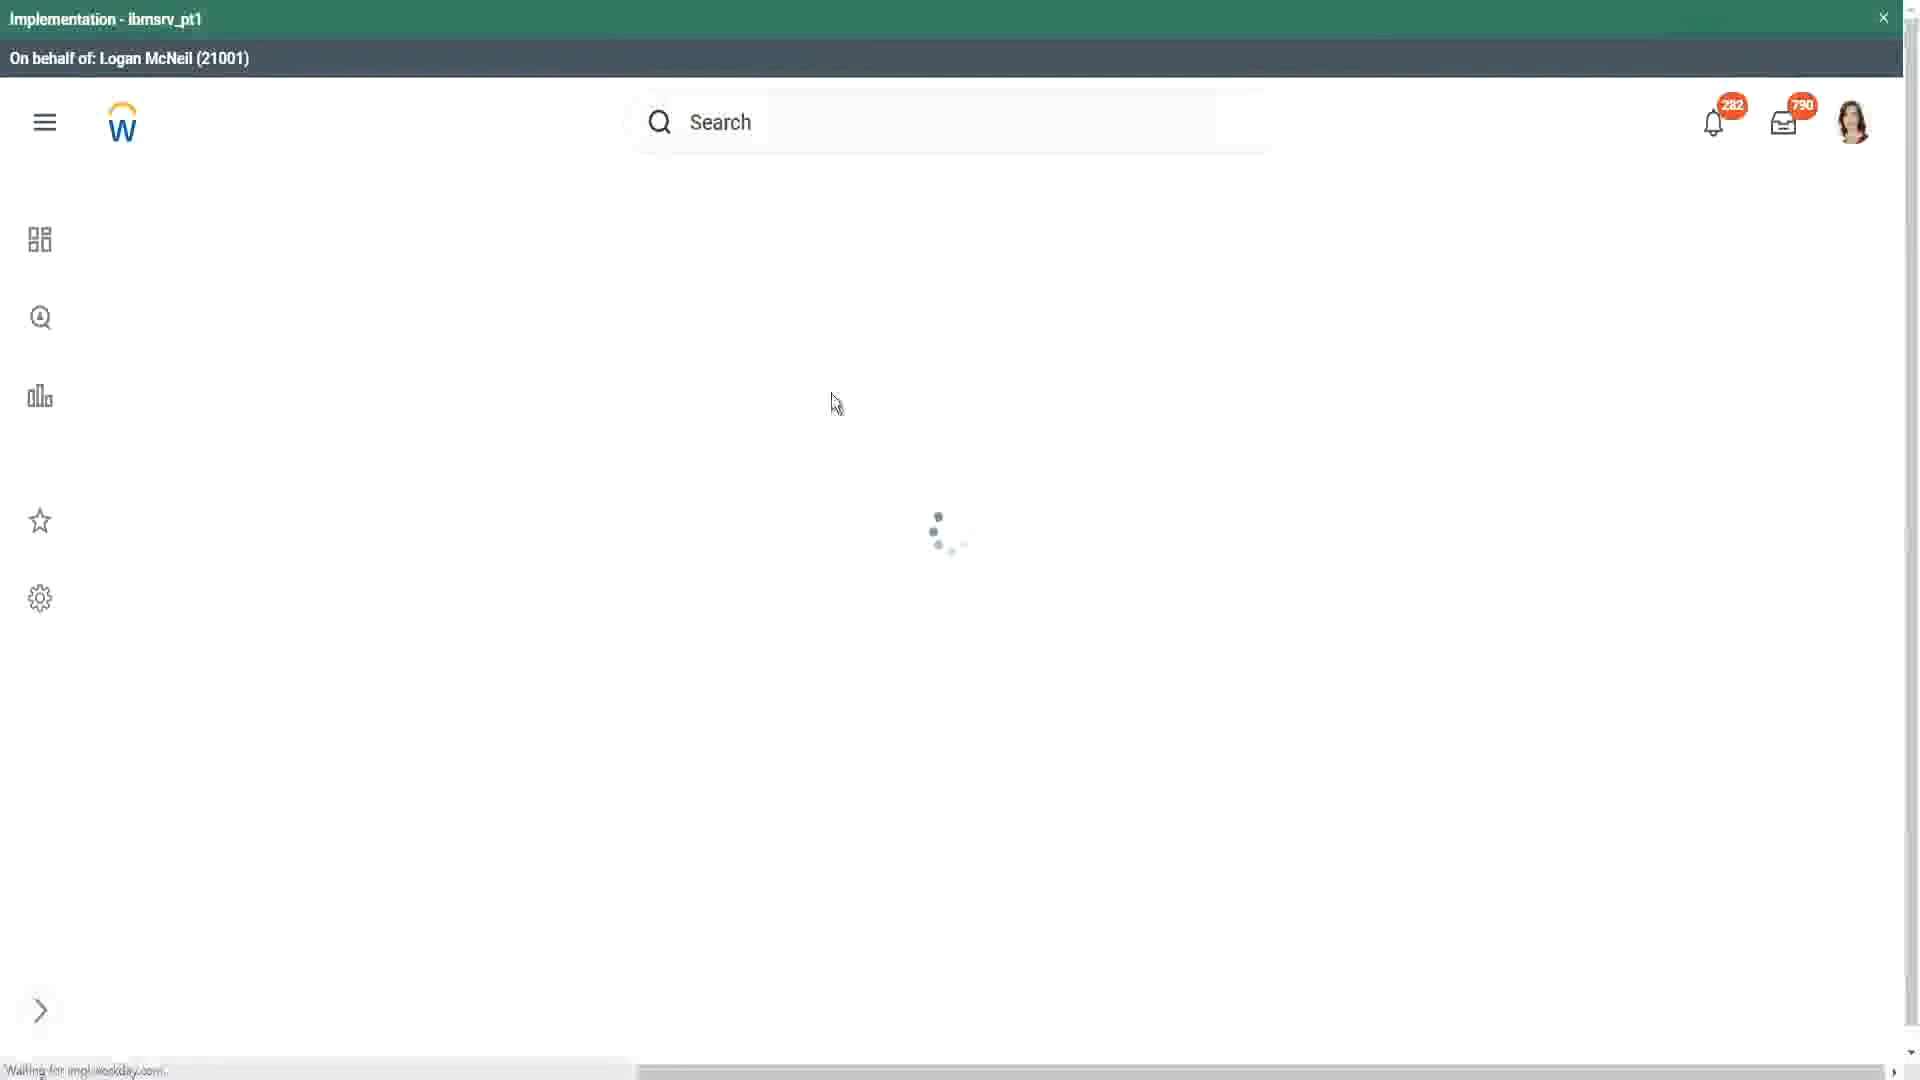 Implementation - ibmsrv_pt1
On behalf of: Logan McNeil (21001)
W
Search
282
790
Waiting for impl.workday.com...